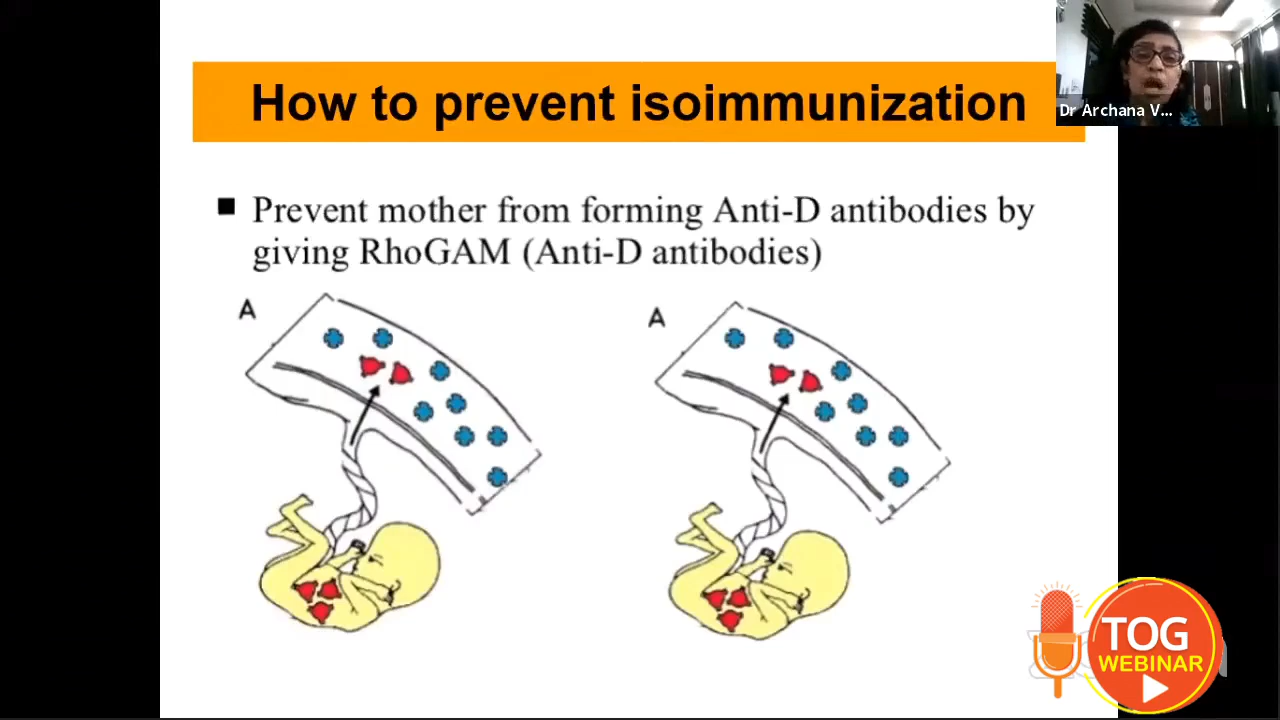 How to prevent isoimmunization
Dr Archana V...
■ Prevent mother from forming Anti-D antibodies by
giving RhoGAM (Anti-D antibodies)
A
A
TOG
WEBINAR